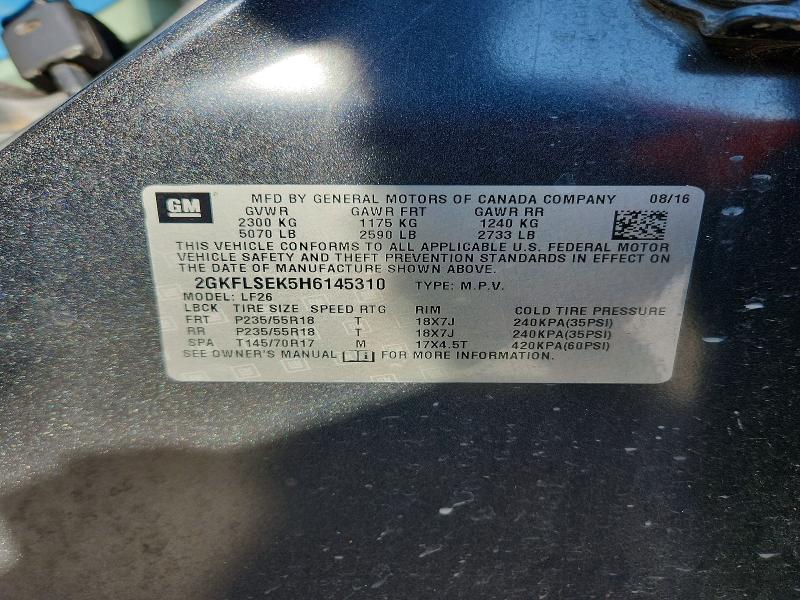 GM MFD BY GENERAL MOTORS OF CANADA COMPANY 08/16
GVWR GAWR FRT GAWR RR
2300 KG 1175 KG 1240 KG
5070 LB 2590 LB 2733 LB
THIS VEHICLE CONFORMS TO ALL APPLICABLE U.S. FEDERAL MOTOR
VEHICLE SAFETY AND THEFT PREVENTION STANDARDS IN EFFECT ON
THE DATE OF MANUFACTURE SHOWN ABOVE.
2GKFLSEK5H6145310 TYPE: M.P.V.
MODEL: LF26
LBCK TIRE SIZE SPEED RTG RIM COLD TIRE PRESSURE
FRT P235/55R18 T 18X7J 240KPA(35PSI)
RR P235/55R18 T 18X7J 240KPA(35PSI)
SPA T145/70R17 M 17X4.5T 420KPA(60PSI)
SEE OWNER'S MANUAL FOR MORE INFORMATION.